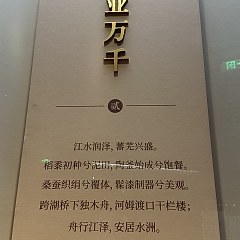 业万千
贰
江水润泽，蕃芜兴盛。
稻黍初种兮泥田，陶釜始成兮饱餐。
桑蚕织绢兮覆体，髹漆制器兮美观。
跨湖桥下独木舟，河姆渡口干栏楼；
舟行江泽，安居水洲。